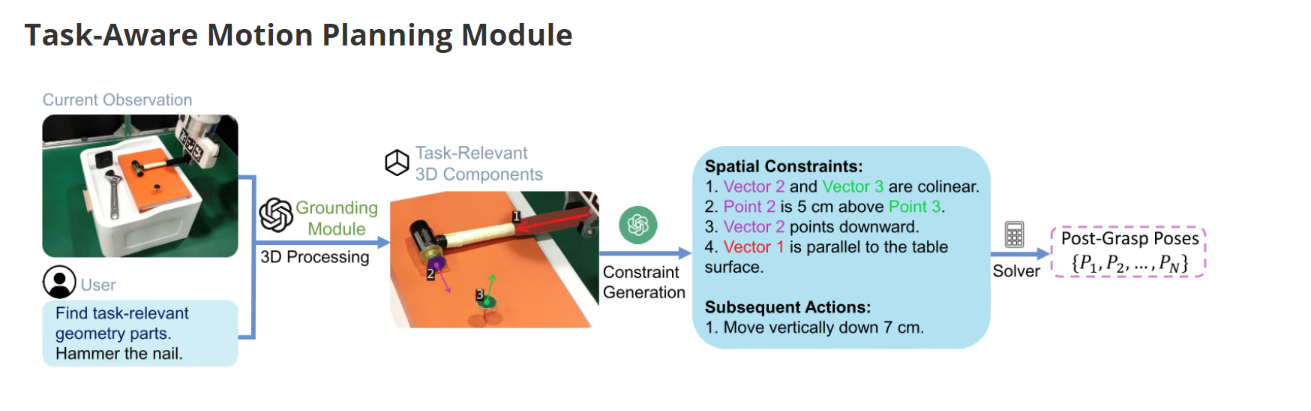 Task-Aware Motion Planning Module
Current Observation
User
Find task-relevant
geometry parts.
Hammer the nail.
Grounding
Module
3D Processing
Task-Relevant
3D Components
1
2
3
Constraint
Generation
Spatial Constraints:
1. Vector 2 and Vector 3 are colinear.
2. Point 2 is 5 cm above Point 3.
3. Vector 2 points downward.
4. Vector 1 is parallel to the table
surface.
Subsequent Actions:
1. Move vertically down 7 cm.
Solver
Post-Grasp Poses
{P₁, P₂, ..., P_N}